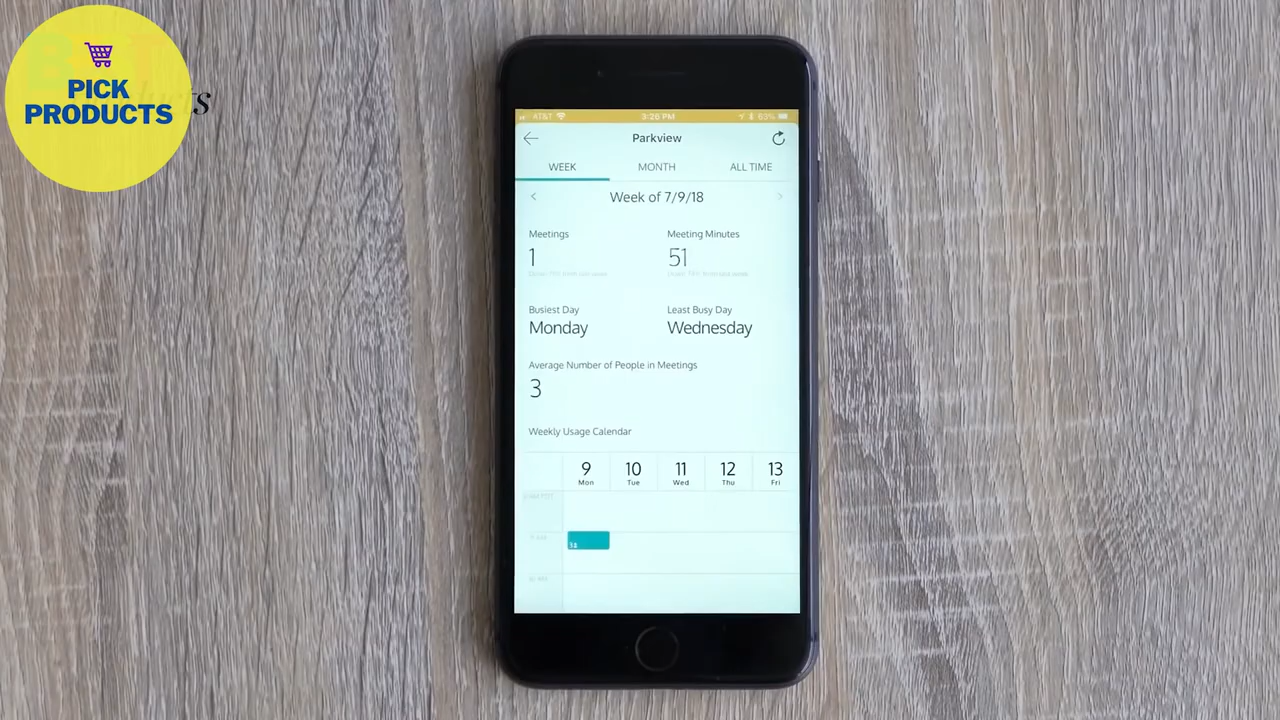 PICK
PRODUCTS
AT&T 3:26 PM 63%
Parkview
WEEK MONTH ALL TIME
Week of 7/9/18
Meetings Meeting Minutes
1 51
Busiest Day Least Busy Day
Monday Wednesday
Average Number of People in Meetings
3
Weekly Usage Calendar
9 10 11 12 13
Mon Tue Wed Thu Fri